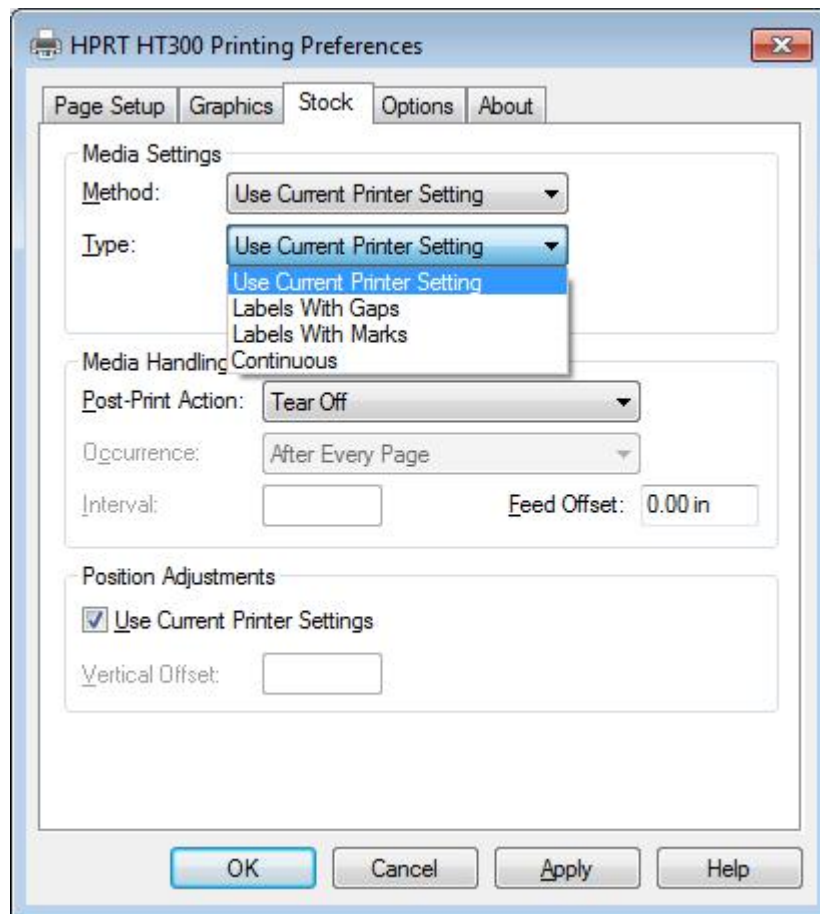 HPRT HT300 Printing Preferences
Page Setup Graphics Stock Options About
Media Settings
Method: Use Current Printer Setting
Type: Use Current Printer Setting
Use Current Printer Setting
Labels With Gaps
Labels With Marks
Continuous
Media Handling
Post-Print Action: Tear Off
Occurrence: After Every Page
Interval: Feed Offset: 0.00 in
Position Adjustments
Use Current Printer Settings
Vertical Offset:
OK Cancel Apply Help